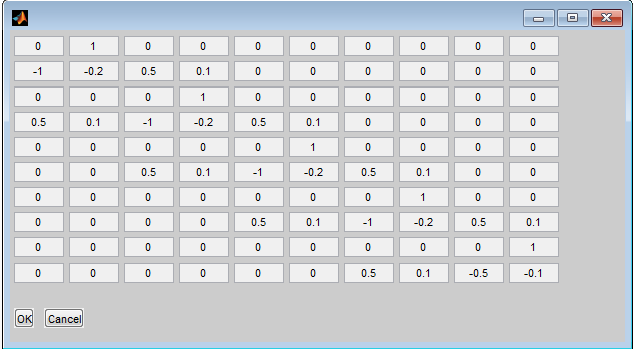 0 1 0 0 0 0 0 0 0 0
-1 -0.2 0.5 0.1 0 0 0 0 0 0
0 0 0 1 0 0 0 0 0 0
0.5 0.1 -1 -0.2 0.5 0.1 0 0 0 0
0 0 0 0 0 1 0 0 0 0
0 0 0.5 0.1 -1 -0.2 0.5 0.1 0 0
0 0 0 0 0 0 0 1 0 0
0 0 0 0 0.5 0.1 -1 -0.2 0.5 0.1
0 0 0 0 0 0 0 0 0 1
0 0 0 0 0 0 0.5 0.1 -0.5 -0.1
OK Cancel